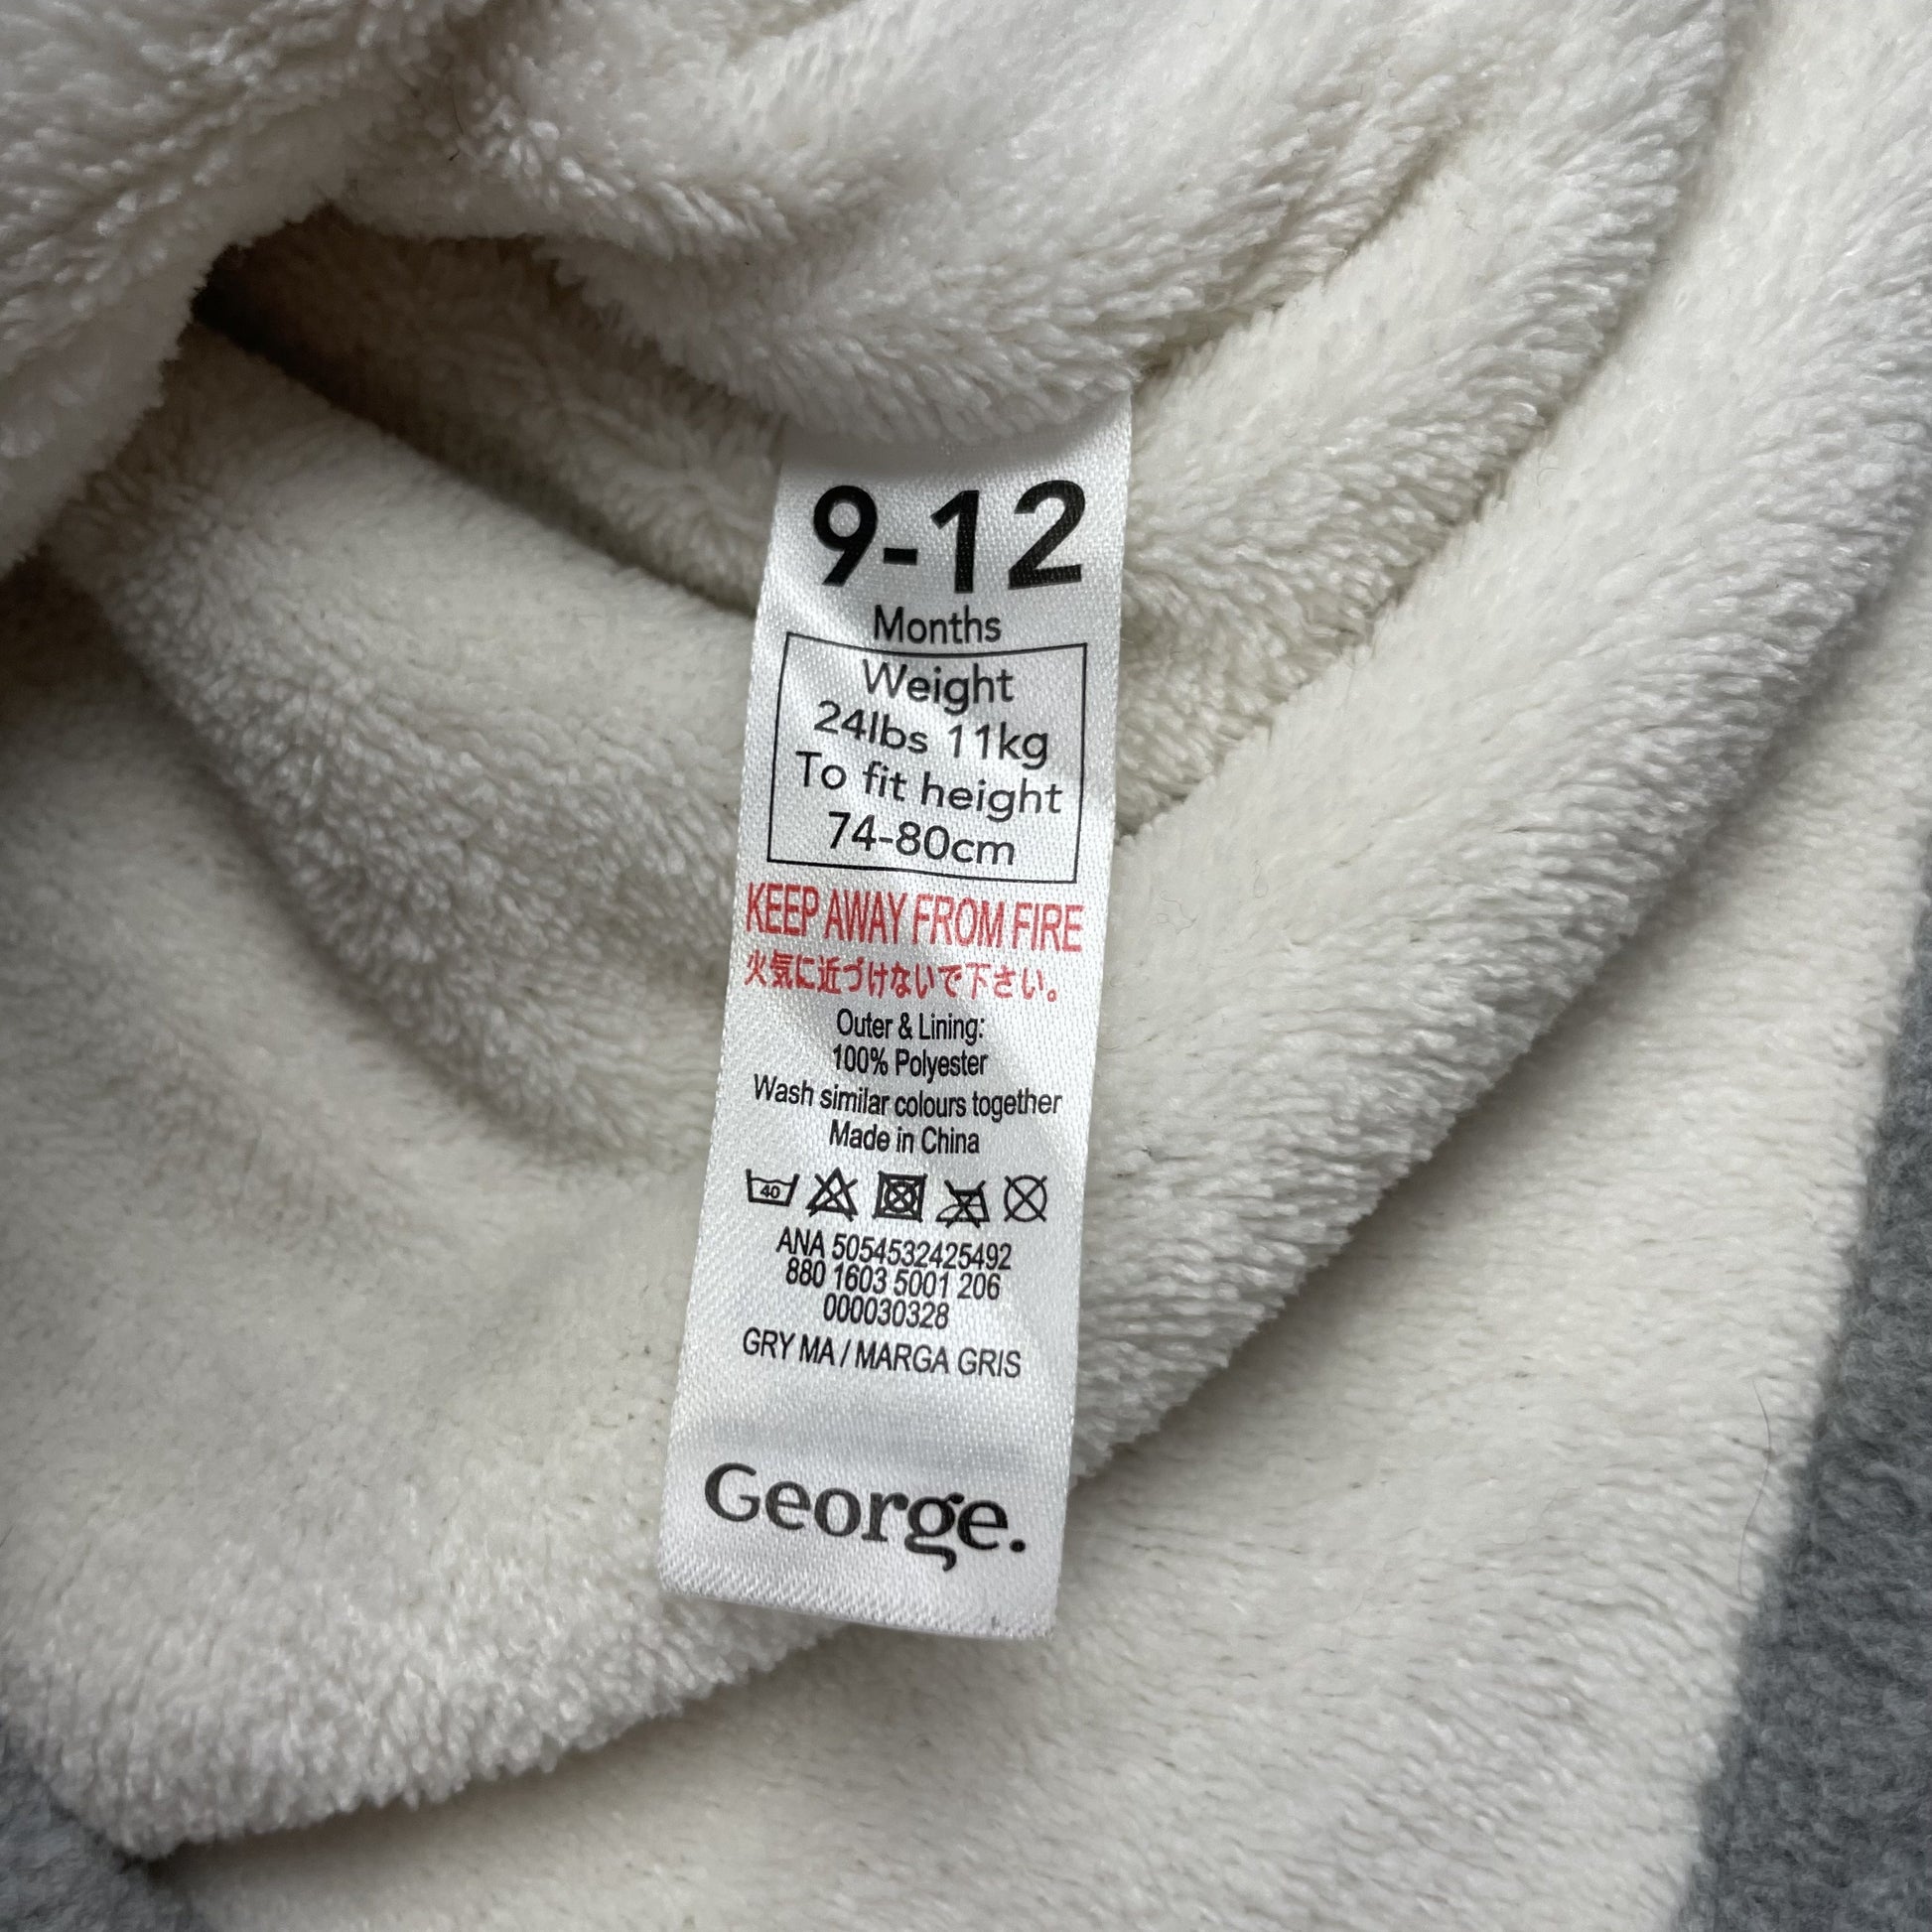 9-12
Months
Weight
24lbs 11kg
To fit height
74-80cm
KEEP AWAY FROM FIRE
火気に近づけないで下さい。
Outer & Lining:
100% Polyester
Wash similar colours together
Made in China
40
ANA 5054532425492
880 1603 5001 206
000030328
GRY MA / MARGA GRIS
George.